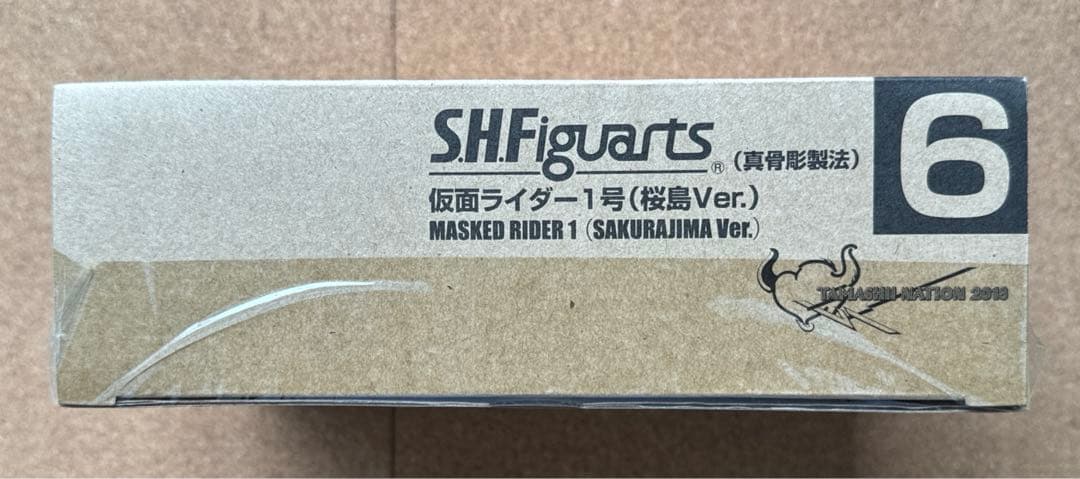 S.H.Figuarts®(真骨彫製法)
仮面ライダー1号(桜島Ver.)
MASKED RIDER 1(SAKURAJIMA Ver.)
6
TAMASHII NATION 2018